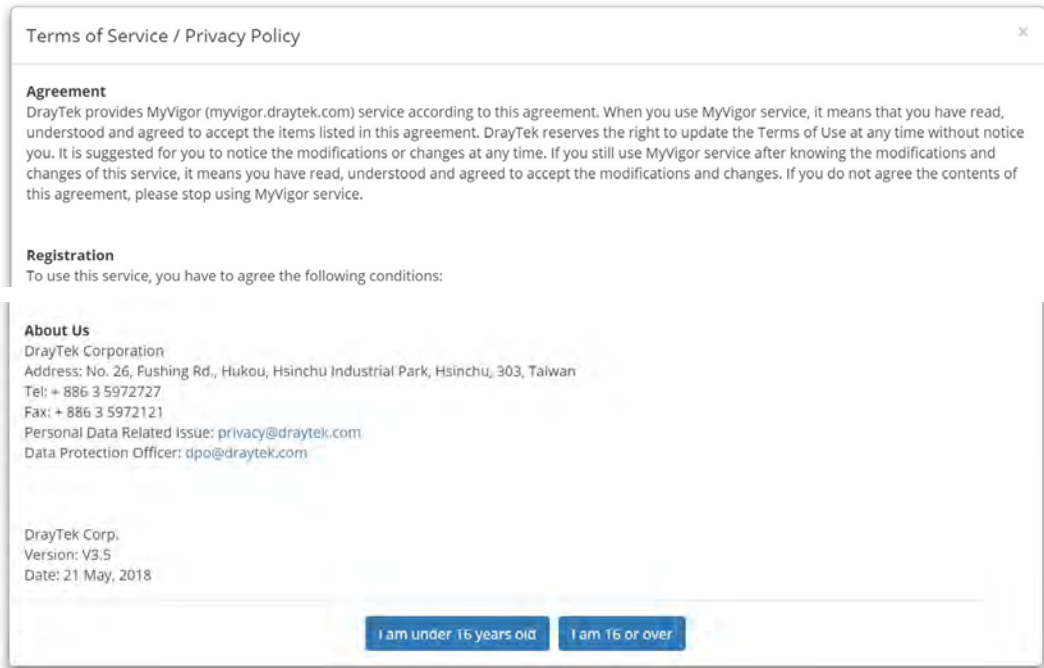 Terms of Service / Privacy Policy
×
Agreement
DrayTek provides MyVigor (myvigor.draytek.com) service according to this agreement. When you use MyVigor service, it means that you have read,
understood and agreed to accept the items listed in this agreement. DrayTek reserves the right to update the Terms of Use at any time without notice
you. It is suggested for you to notice the modifications or changes at any time. If you still use MyVigor service after knowing the modifications and
changes of this service, it means you have read, understood and agreed to accept the modifications and changes. If you do not agree the contents of
this agreement, please stop using MyVigor service.
Registration
To use this service, you have to agree the following conditions:
About Us
DrayTek Corporation
Address: No. 26, Fushing Rd., Hukou, Hsinchu Industrial Park, Hsinchu, 303, Taiwan
Tel: + 886 3 5972727
Fax: + 886 3 5972121
Personal Data Related Issue: privacy@draytek.com
Data Protection Officer: dpo@draytek.com
DrayTek Corp.
Version: V3.5
Date: 21 May, 2018
I am under 16 years old
I am 16 or over